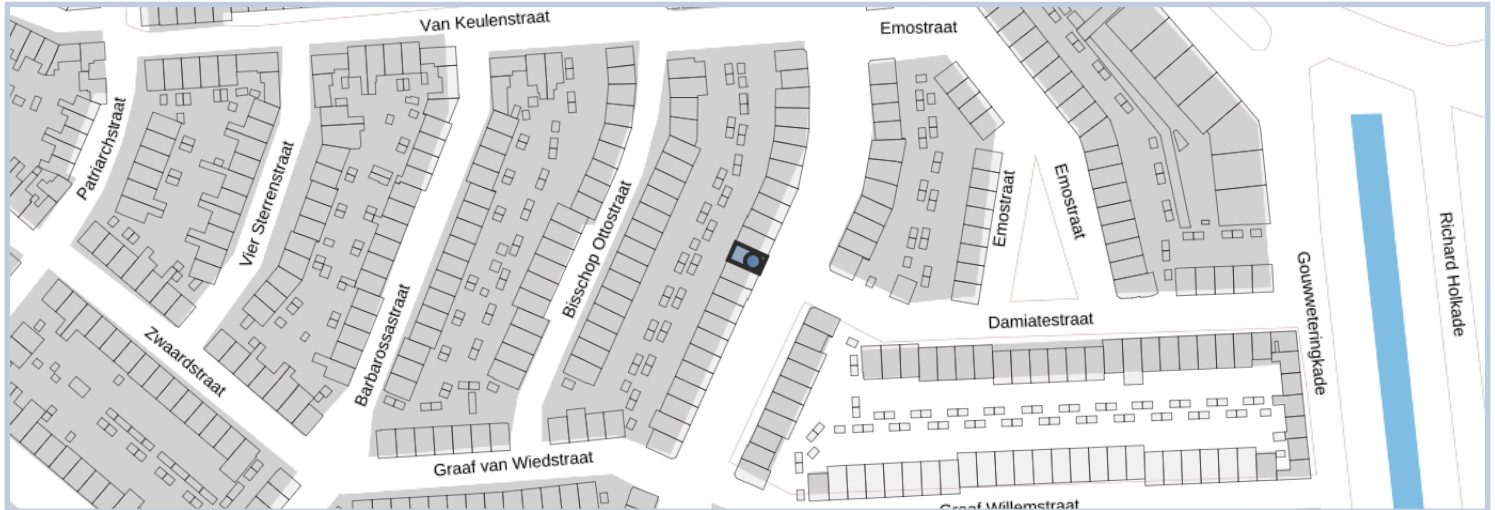 Van Keulenstraat
Emostraat
Patriarchstraat
Vier Sterrenstraat
Bisschop Ottostraat
Emostraat
Emostraat
Richard Holkade
Gouwweteringkade
Barbarossastraat
Damiatestraat
Zwaardstraat
Graaf van Wiedstraat
Graaf Willemstraat